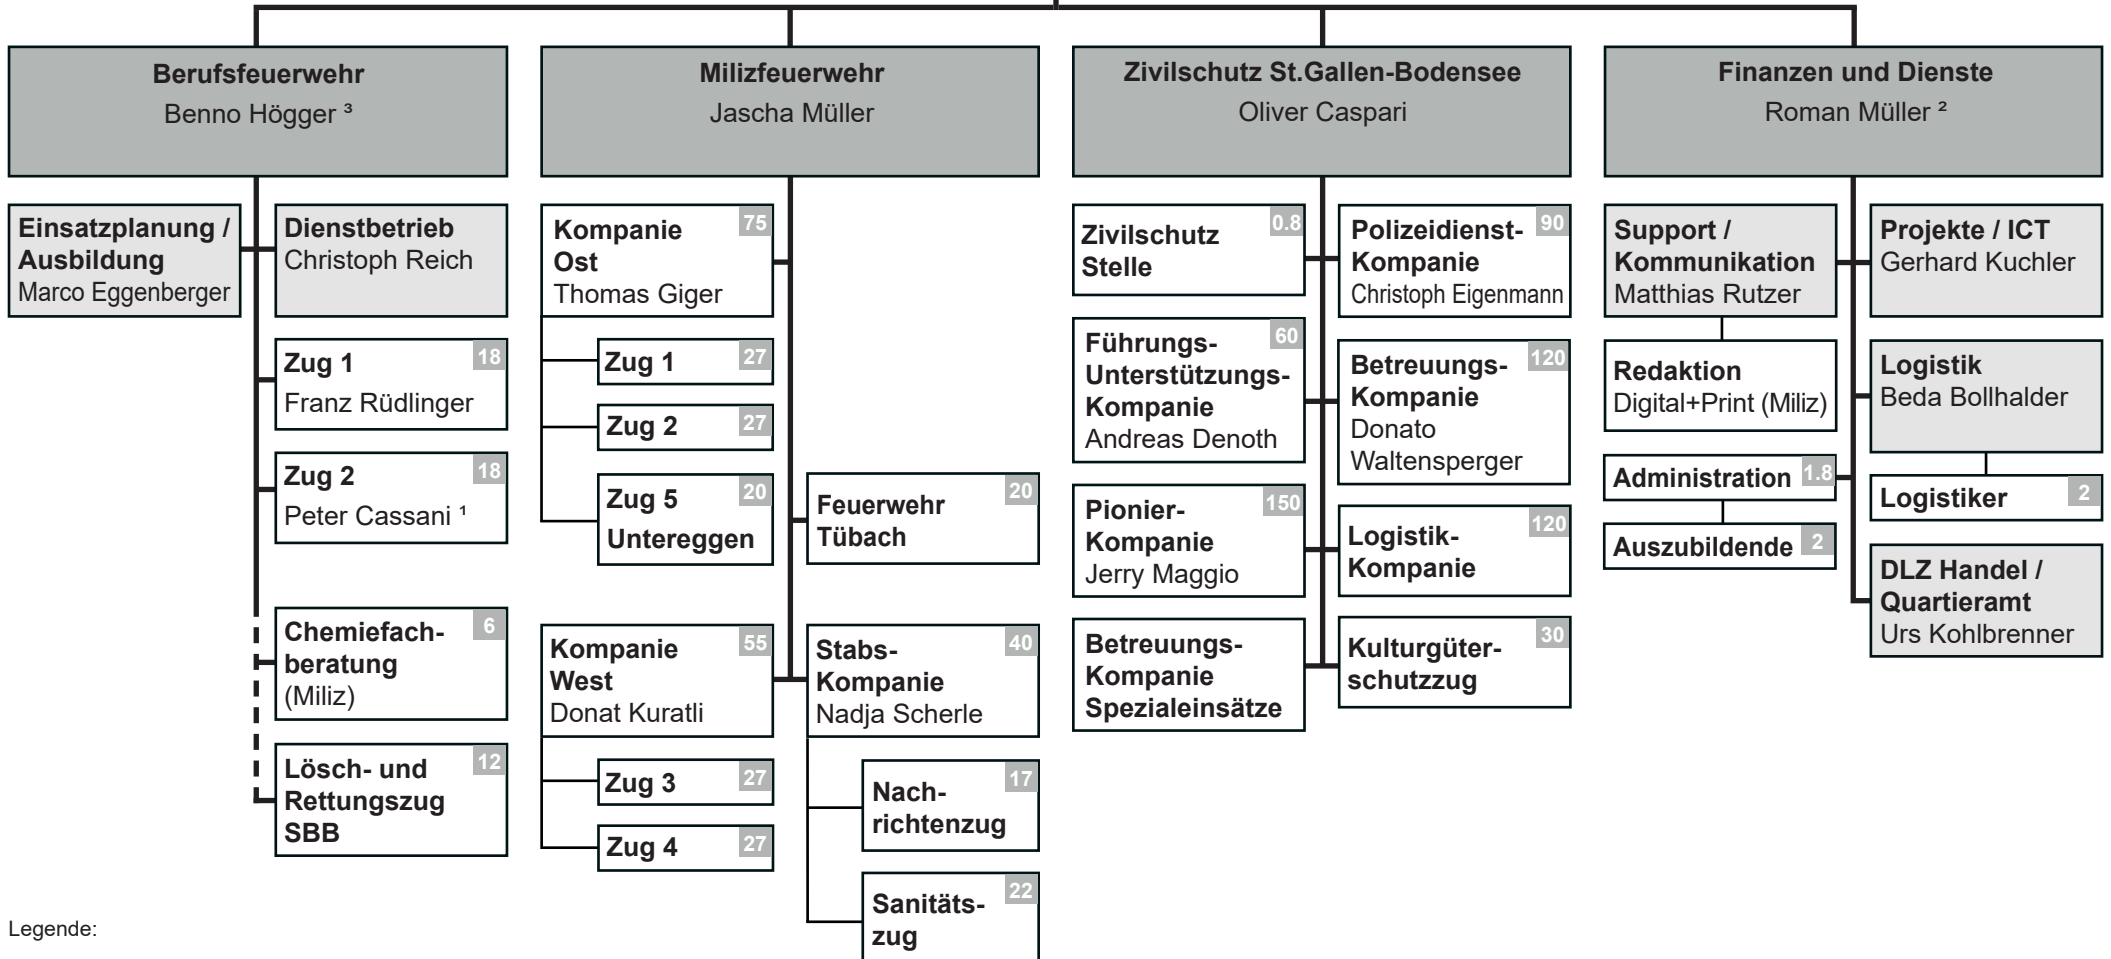 Berufsfeuerwehr
Benno Högger ³
Milizfeuerwehr
Jascha Müller
Zivilschutz St.Gallen-Bodensee
Oliver Caspari
Finanzen und Dienste
Roman Müller ²
Einsatzplanung /
Ausbildung
Marco Eggenberger
Dienstbetrieb
Christoph Reich
Zug 1
18
Franz Rüdlinger
Zug 2
18
Peter Cassani ¹
Chemiefach-
6
beratung
(Miliz)
Lösch- und
12
Rettungszug
SBB
Kompanie
75
Ost
Thomas Giger
Zug 1
27
Zug 2
27
Zug 5
20
Untereggen
Feuerwehr
20
Tübach
Kompanie
55
West
Donat Kuratli
Zug 3
27
Zug 4
27
Stabs-
40
Kompanie
Nadja Scherle
Nach-
17
richtenzug
Sanitäts-
22
zug
Zivilschutz
0.8
Stelle
Polizeidienst-
90
Kompanie
Christoph Eigenmann
Führungs-
60
Unterstützungs-
Kompanie
Andreas Denoth
Betreuungs-
120
Kompanie
Donato
Waltensperger
Pionier-
150
Kompanie
Jerry Maggio
Logistik-
120
Kompanie
Betreuungs-
Kompanie
Spezialeinsätze
Kulturgüter-
30
schutzzug
Support /
Kommunikation
Matthias Rutzer
Projekte / ICT
Gerhard Kuchler
Redaktion
Digital+Print (Miliz)
Logistik
Beda Bollhalder
Administration
1.8
Logistiker
2
Auszubildende
2
DLZ Handel /
Quartieramt
Urs Kohlbrenner
Legende: